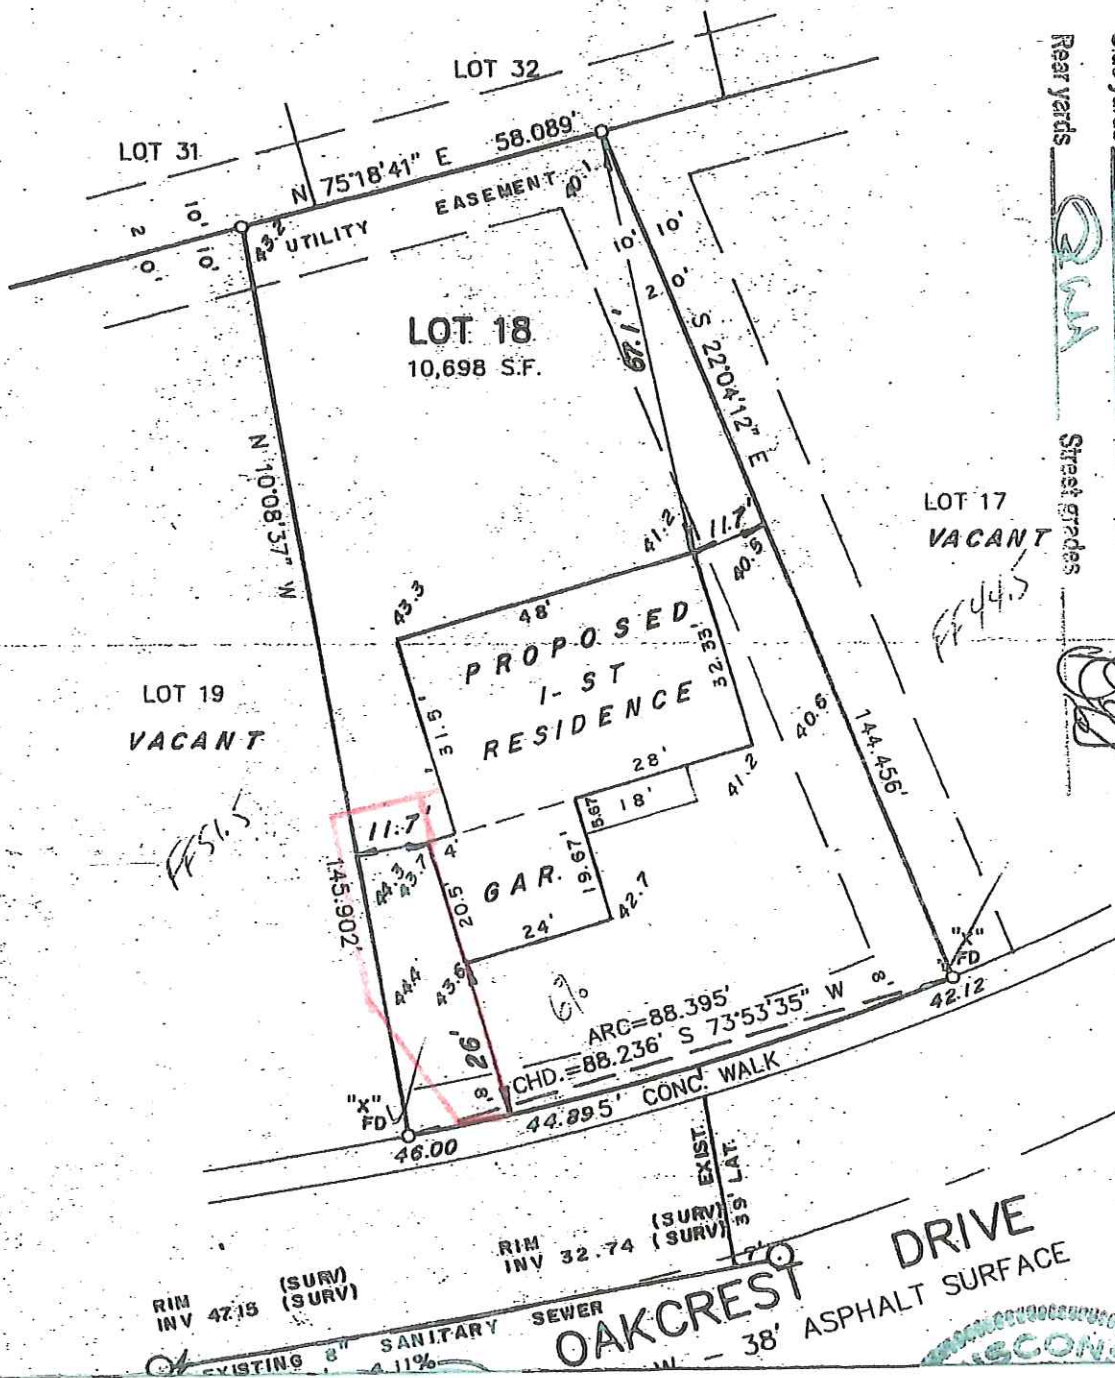 LOT 32
LOT 31
N 75°18'41" E 58.089'
UTILITY EASEMENT
10'
10'
20'
43.2
40.1
10' 10'
20'
LOT 18
10,698 S.F.
67.1'
S 22°04'12" E
144.456'
N 10°08'37" W
145.902'
Rear yards
Street grades
LOT 17
VACANT
FF44.5
LOT 19
VACANT
FF51.5
41.2
11.7'
40.5
43.3
48'
PROPOSED
1-ST
RESIDENCE
31.5'
32.33'
28'
18'
5.67
41.2
40.6
11.7'
44.3
43.7
4.
20.5'
GAR.
19.67'
24'
42.7
43.6
44.4
26'
6%
8'
8'
ARC=88.395'
CHD.=88.236' S 73°53'35" W
"X"
FD
42.12
"X"
FD
46.00
44.895' CONC. WALK
EXIST.
39' LAT.
7'
RIM (SURV)
INV 32.74 (SURV)
RIM (SURV)
INV 47.15 (SURV)
EXISTING 8" SANITARY SEWER
4.11%
OAKCREST DRIVE
W - 38' ASPHALT SURFACE